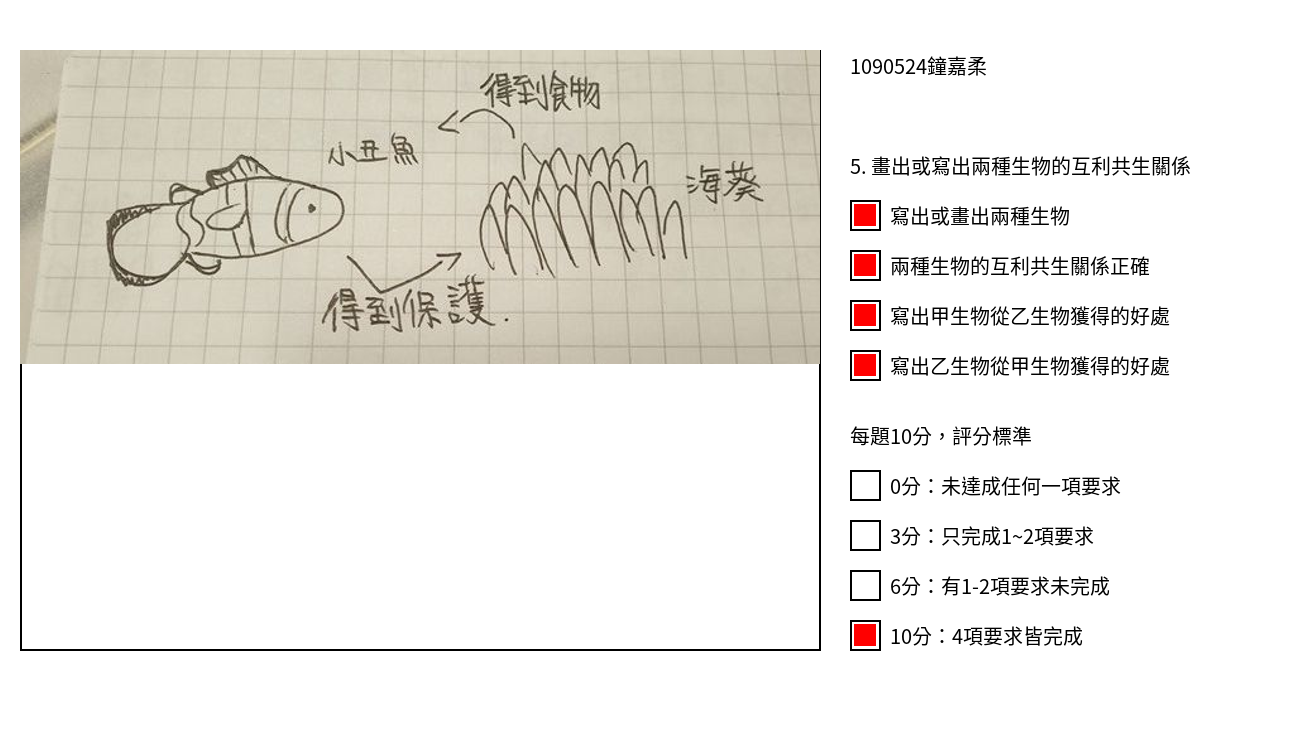 得到食物
小丑魚
海葵
得到保護.
1090524鐘嘉柔
5. 畫出或寫出兩種生物的互利共生關係
寫出或畫出兩種生物
兩種生物的互利共生關係正確
寫出甲生物從乙生物獲得的好處
寫出乙生物從甲生物獲得的好處
每題10分，評分標準
0分：未達成任何一項要求
3分：只完成1~2項要求
6分：有1-2項要求未完成
10分：4項要求皆完成